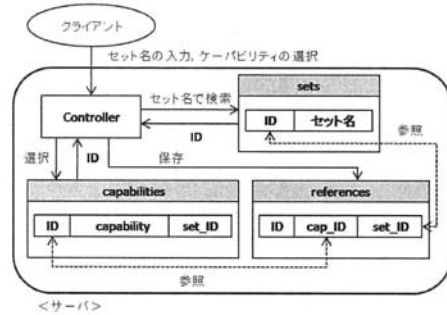 クライアント
セット名の入力、ケーパビリティの選択
sets
Controller
セット名で検索
ID
ID セット名
参照
選択
ID
保存
capabilities
references
ID capability set_ID
ID cap_ID set_ID
参照
＜サーバ＞